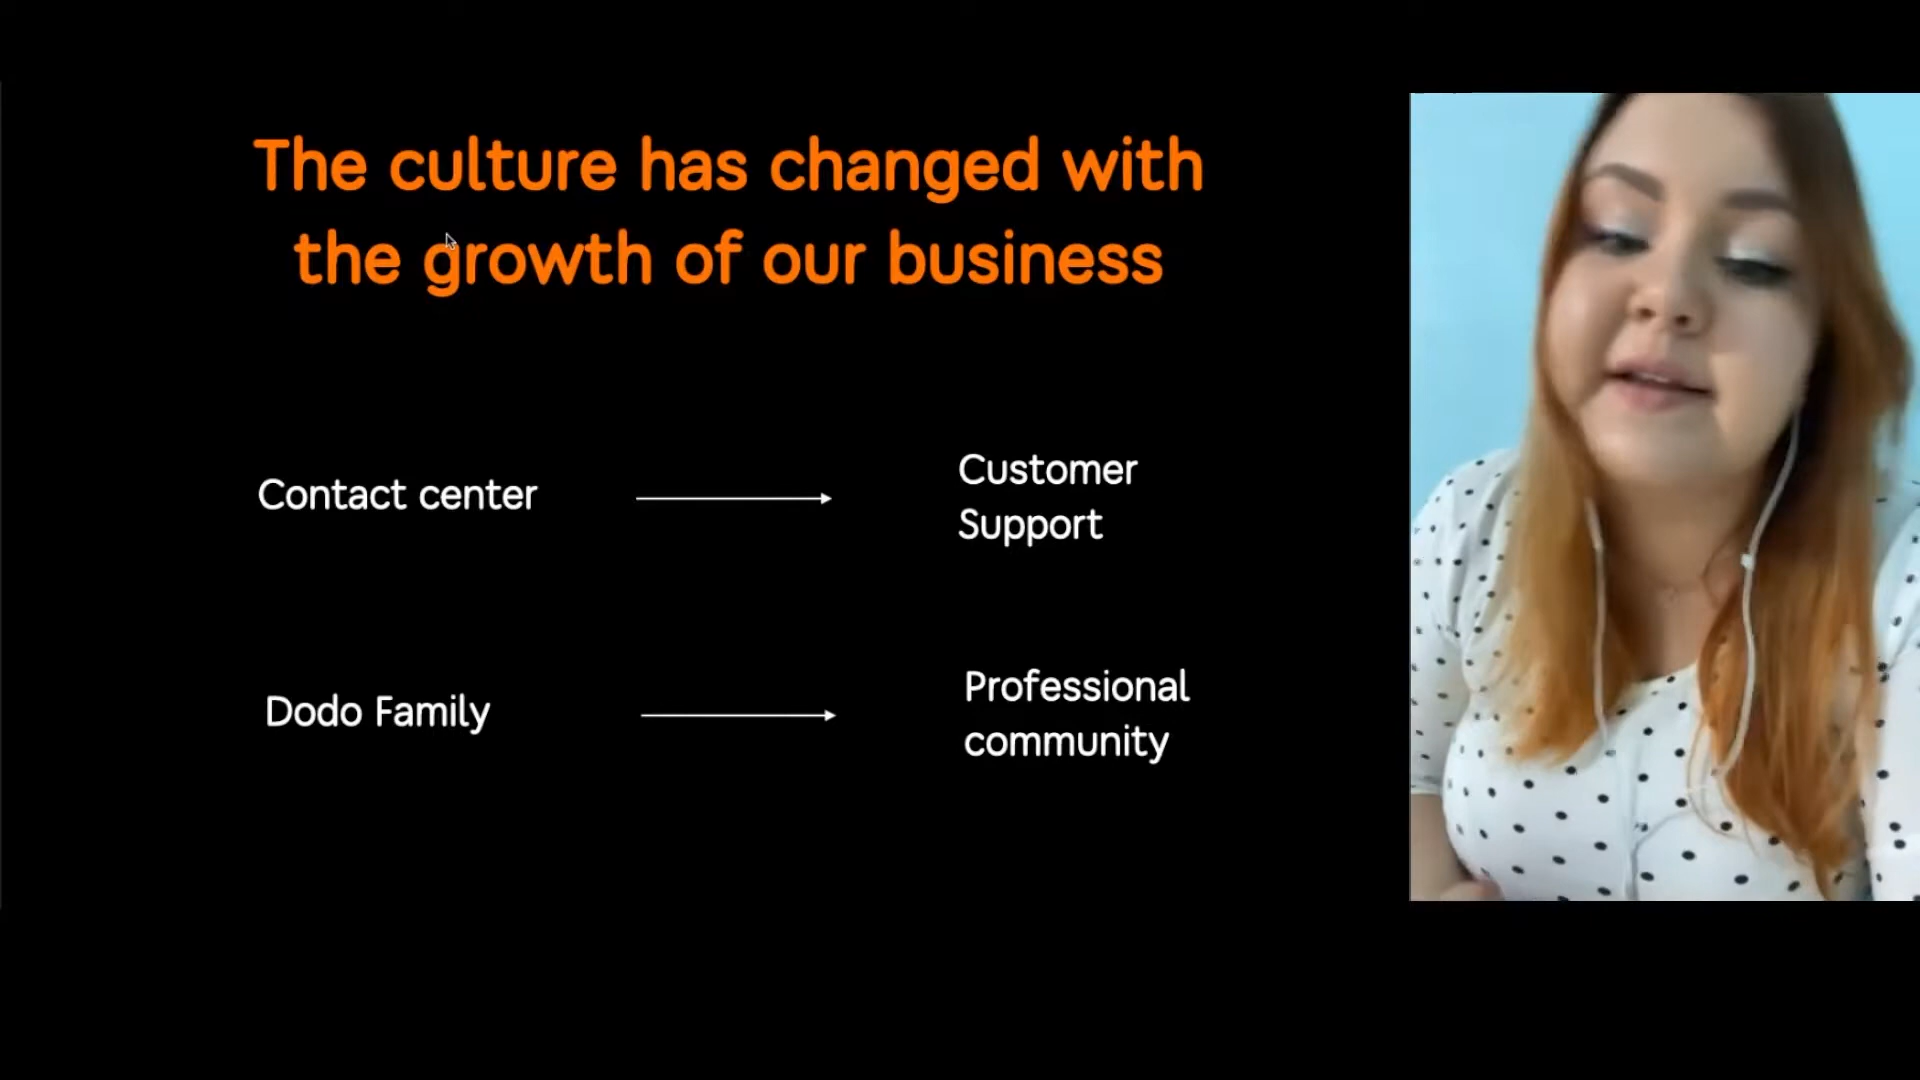 The culture has changed with
the growth of our business
Contact center
Customer
Support
Dodo Family
Professional
community